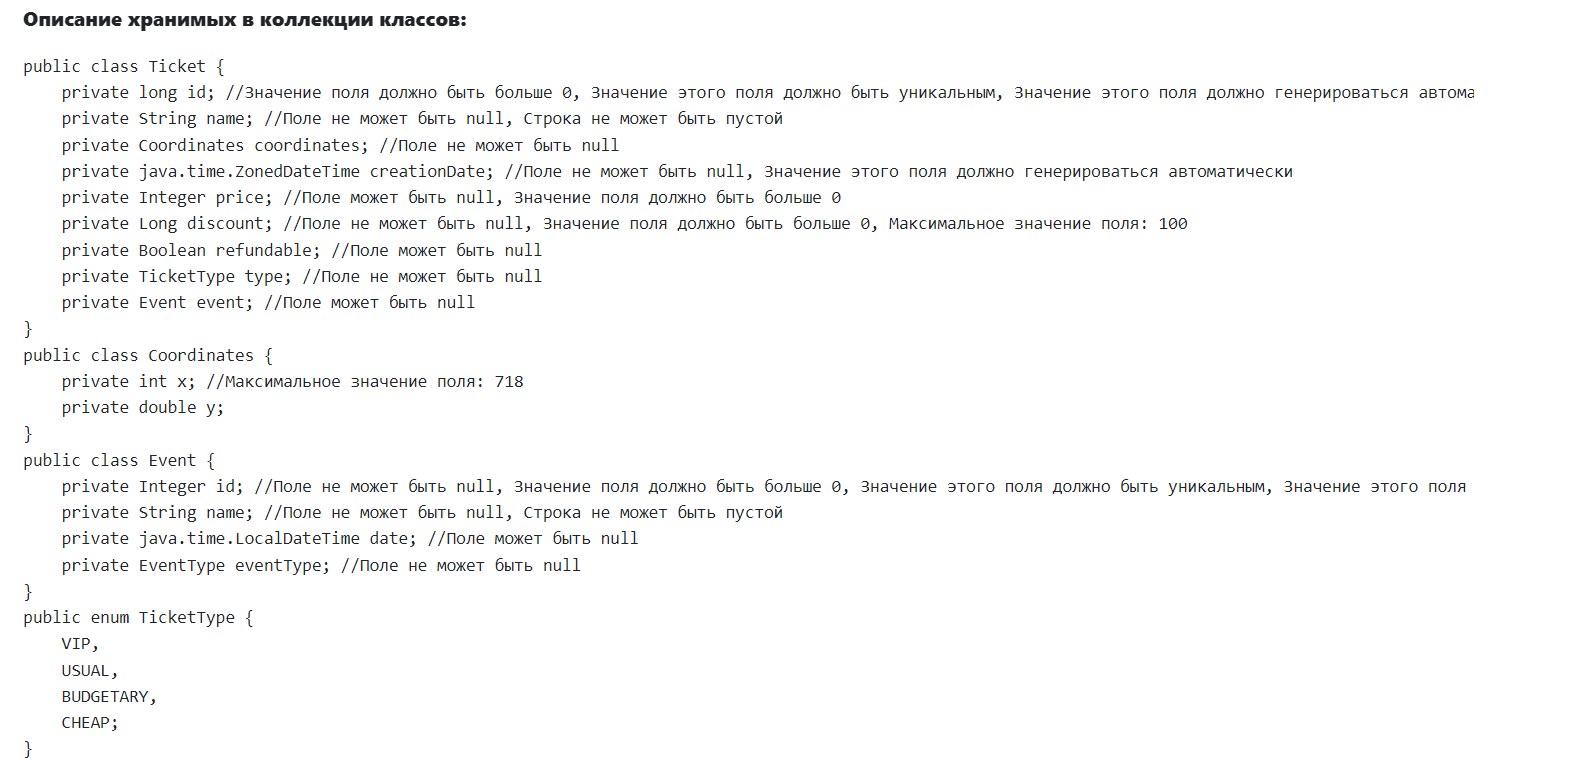 Описание хранимых в коллекции классов:
public class Ticket {
    private long id; //Значение поля должно быть больше 0, Значение этого поля должно быть уникальным, Значение этого поля должно генерироваться автома
    private String name; //Поле не может быть null, Строка не может быть пустой
    private Coordinates coordinates; //Поле не может быть null
    private java.time.ZonedDateTime creationDate; //Поле не может быть null, Значение этого поля должно генерироваться автоматически
    private Integer price; //Поле может быть null, Значение поля должно быть больше 0
    private Long discount; //Поле не может быть null, Значение поля должно быть больше 0, Максимальное значение поля: 100
    private Boolean refundable; //Поле может быть null
    private TicketType type; //Поле не может быть null
    private Event event; //Поле может быть null
}
public class Coordinates {
    private int x; //Максимальное значение поля: 718
    private double y;
}
public class Event {
    private Integer id; //Поле не может быть null, Значение поля должно быть больше 0, Значение этого поля должно быть уникальным, Значение этого поля
    private String name; //Поле не может быть null, Строка не может быть пустой
    private java.time.LocalDateTime date; //Поле может быть null
    private EventType eventType; //Поле не может быть null
}
public enum TicketType {
    VIP,
    USUAL,
    BUDGETARY,
    CHEAP;
}